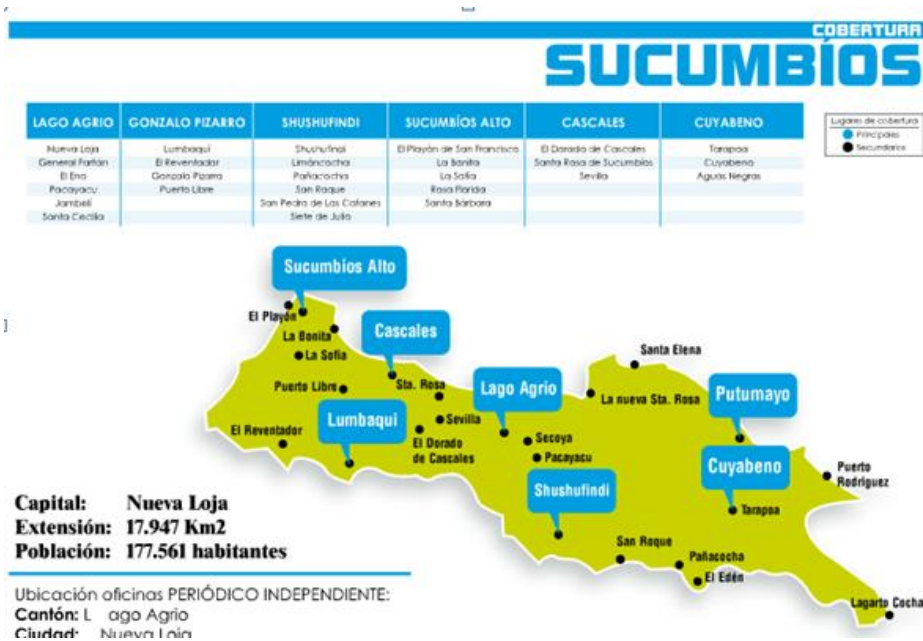 COBERTURA
SUCUMBÍOS
LAGO AGRIO GONZALO PIZARRO SHUSHUFINDI SUCUMBÍOS ALTO CASCALES CUYABENO
Nueva Loja Lumbaqui Shushufindi El Playón de San Francisco El Dorado de Cascales Tarapoa
General Farfán El Reventador Limoncocha La Bonita Santa Rosa de Sucumbíos Cuyabeno
El Eno Gonzalo Pizarro Pañacocha La Sofía Sevilla Aguas Negras
Pacayacu Puerto Libre San Roque Rosa Florida
Jambelí San Pedro de Los Cofanes Santa Bárbara
Santa Cecilia Siete de Julio
Lugares de cobertura
Principales
Secundarios
Sucumbíos Alto
El Playón
La Bonita
La Sofía
Cascales
Santa Elena
Puerto Libre
Sta. Rosa
Lago Agrio
La nueva Sta. Rosa
Putumayo
El Reventador
Lumbaqui
Sevilla
El Dorado
de Cascales
Secoya
Pacayacu
Cuyabeno
Puerto
Rodríguez
Shushufindi
Tarapoa
San Roque
Pañacocha
El Edén
Lagarto Cocha
Capital: Nueva Loja
Extensión: 17.947 Km2
Población: 177.561 habitantes
Ubicación oficinas PERIÓDICO INDEPENDIENTE:
Cantón: L ago Agrio
Ciudad: Nueva Loja